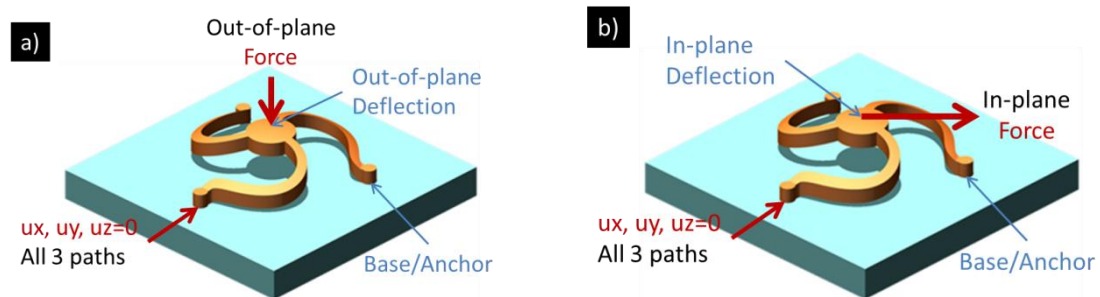 a)
Out-of-plane
Force
Out-of-plane
Deflection
ux, uy, uz=0
All 3 paths
Base/Anchor
b)
In-plane
Deflection
In-plane
Force
ux, uy, uz=0
All 3 paths
Base/Anchor